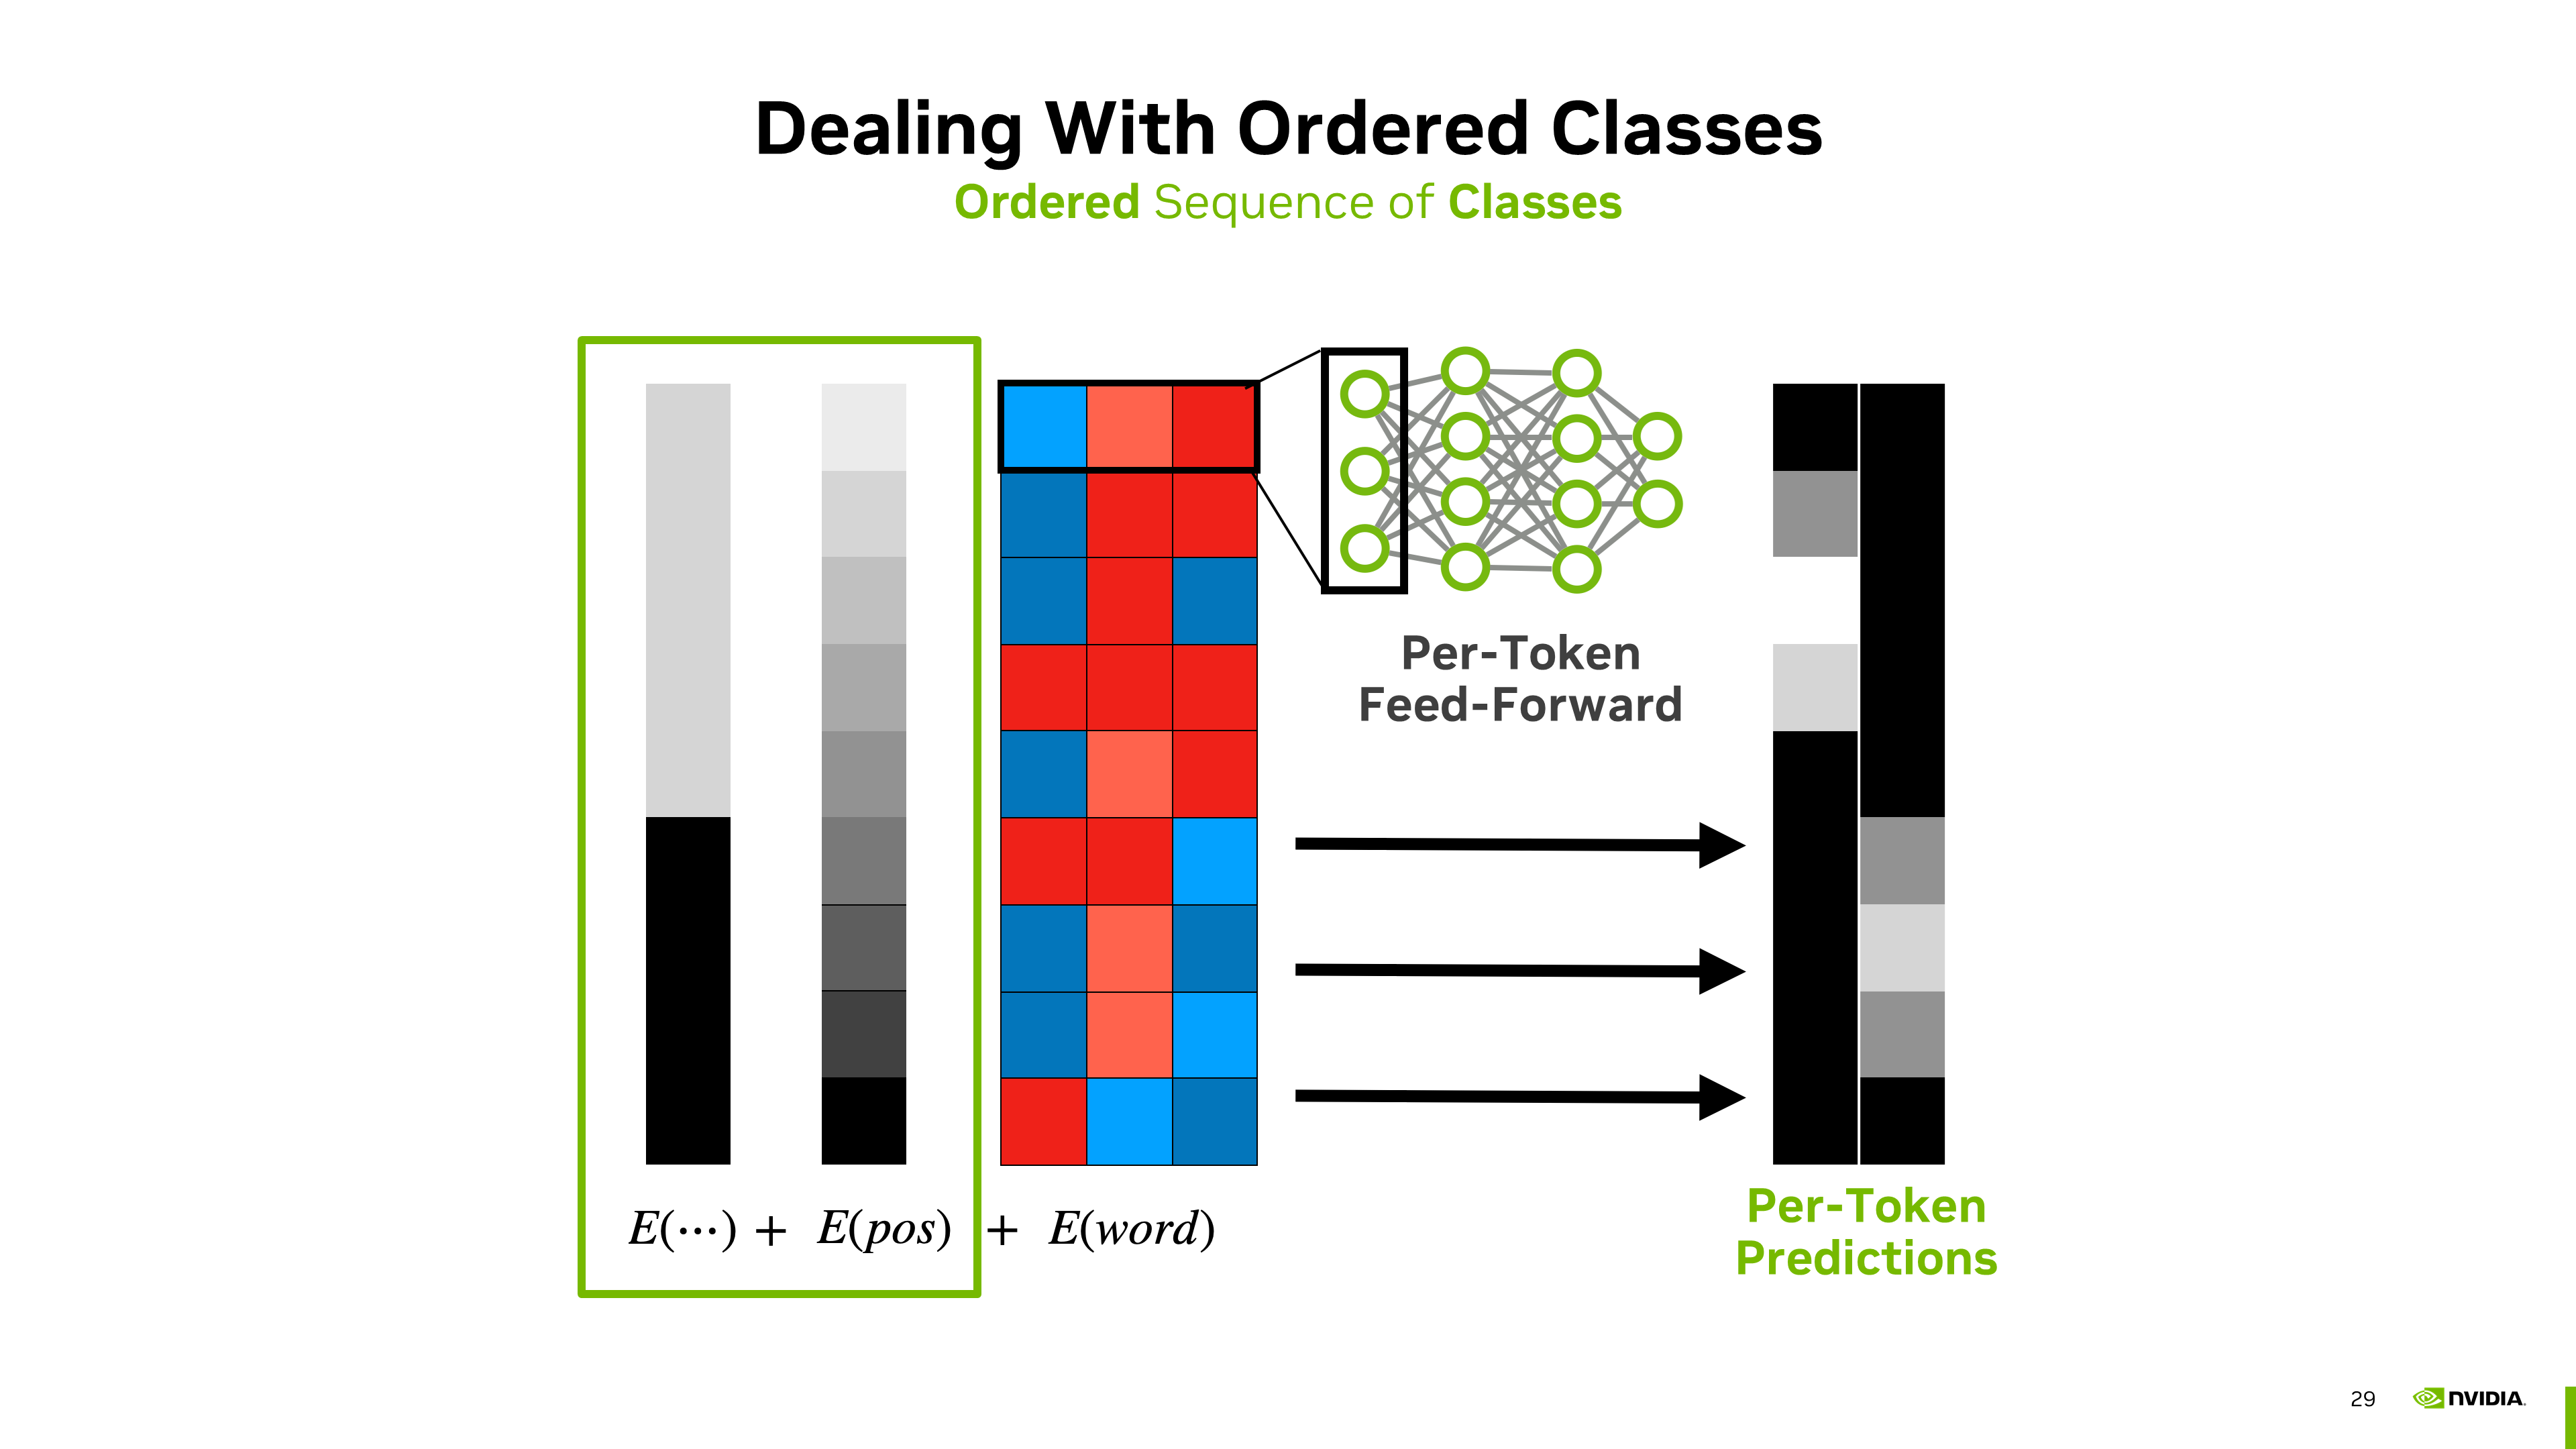 Dealing With Ordered Classes
Ordered Sequence of Classes
Per-Token
Feed-Forward
E(⋯) + E(pos) + E(word)
Per-Token
Predictions
29
NVIDIA.